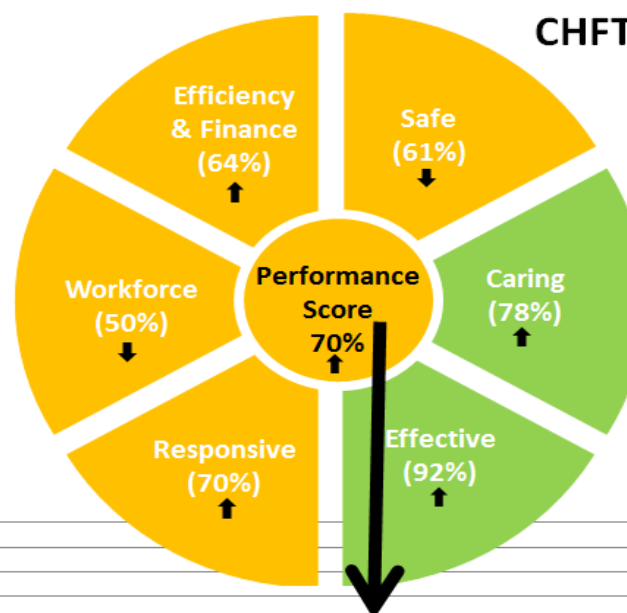 CHFT
Efficiency
& Finance
(64%)
Safe
(61%)
Caring
(78%)
Effective
(92%)
Responsive
(70%)
Workforce
(50%)
Performance
Score
70%